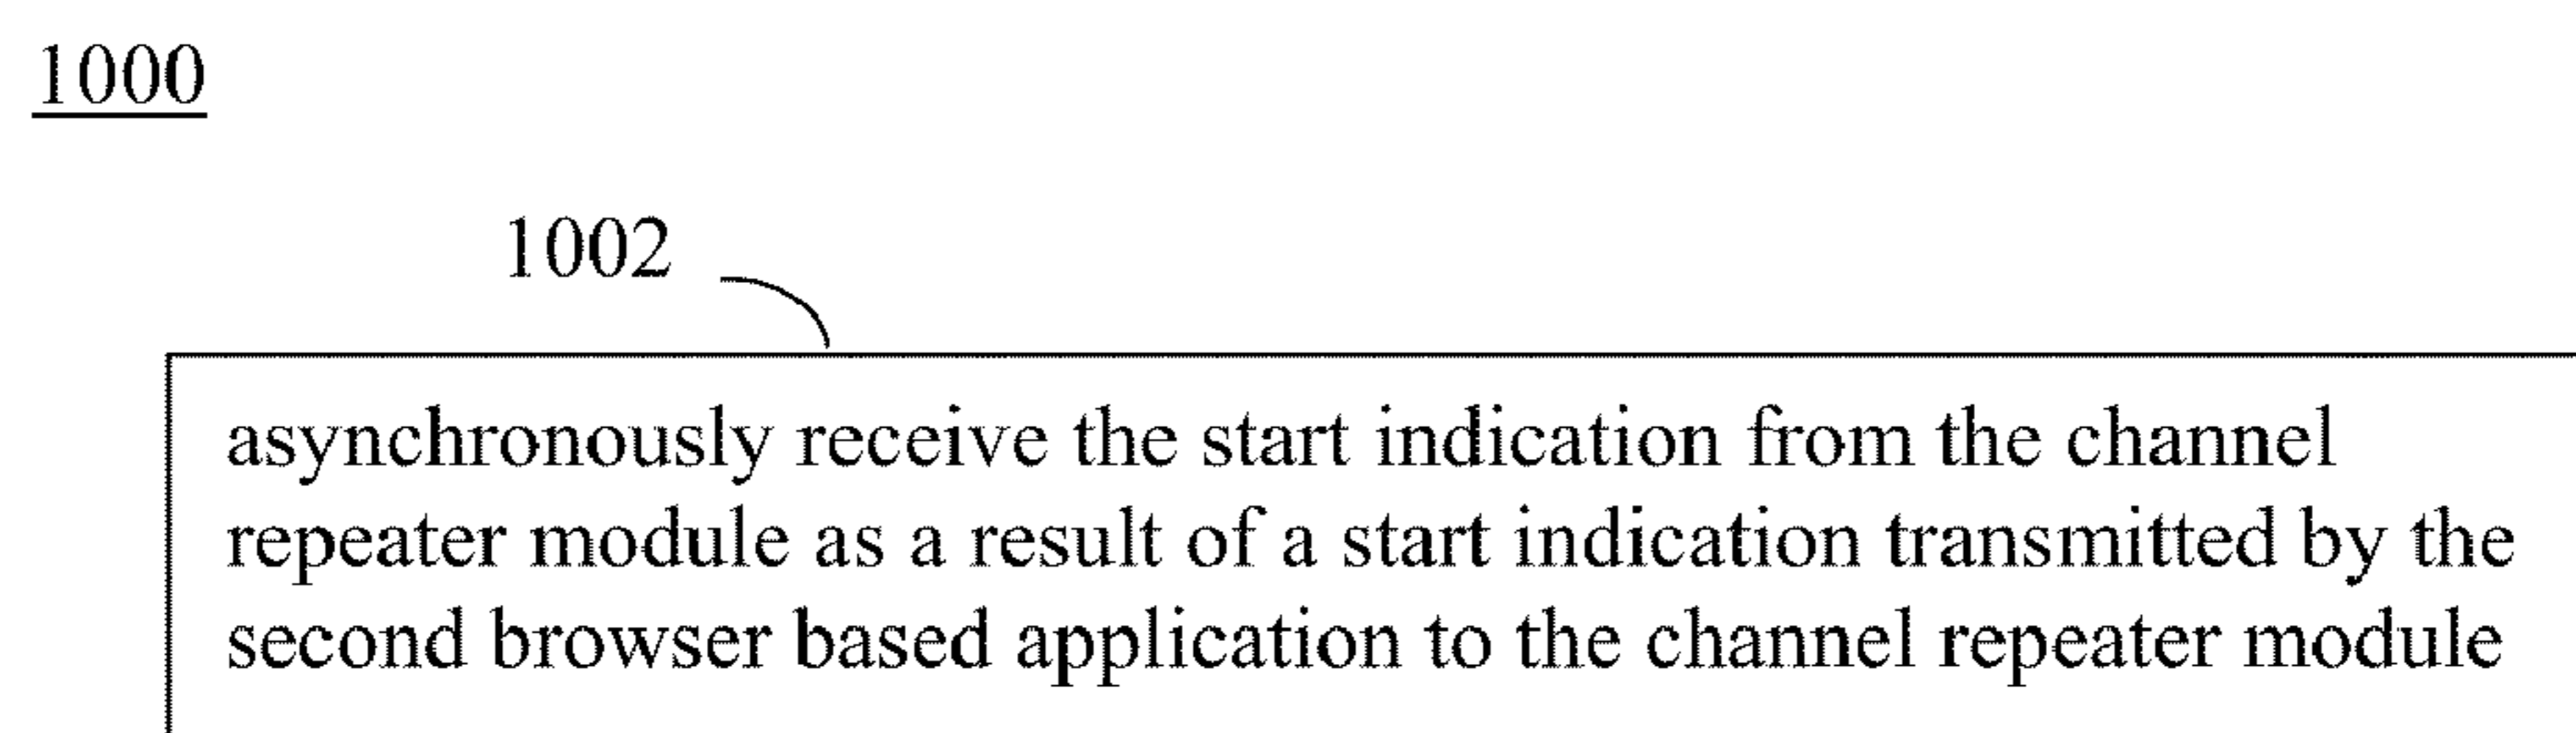 1000
1002
asynchronously receive the start indication from the channel
repeater module as a result of a start indication transmitted by the
second browser based application to the channel repeater module